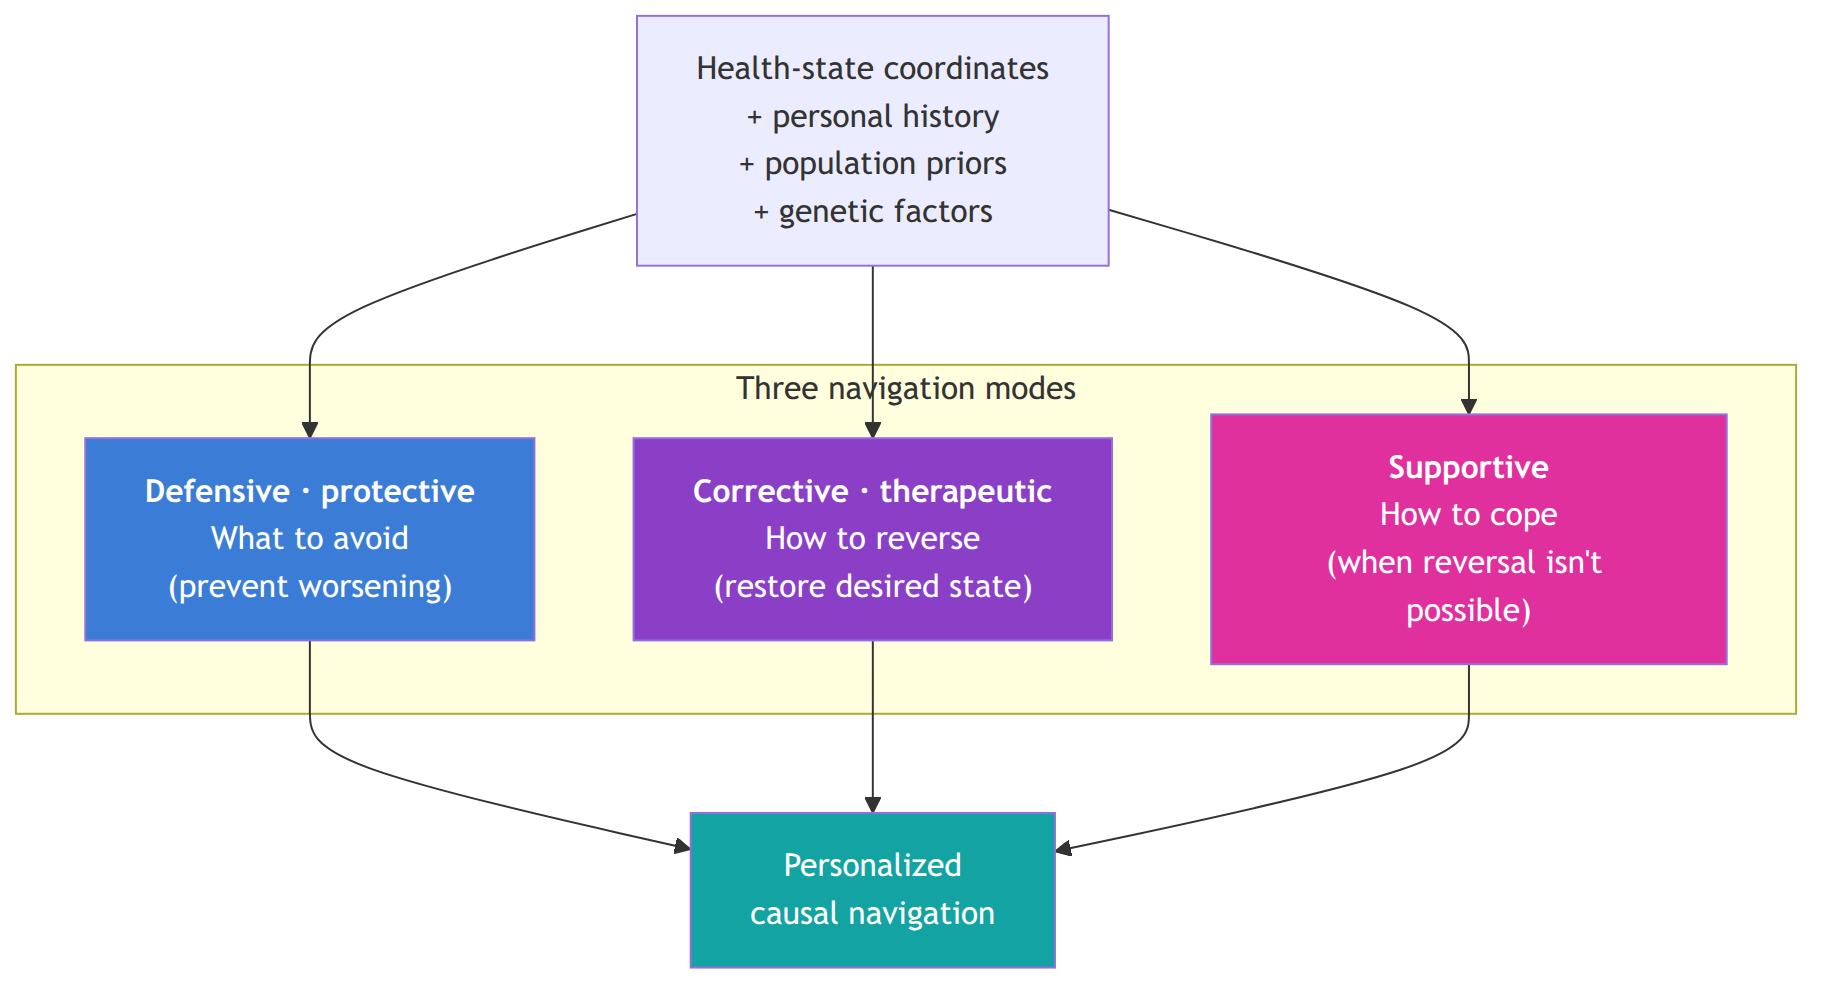 Health-state coordinates
+ personal history
+ population priors
+ genetic factors
Three navigation modes
Defensive · protective
What to avoid
(prevent worsening)
Corrective · therapeutic
How to reverse
(restore desired state)
Supportive
How to cope
(when reversal isn't
possible)
Personalized
causal navigation